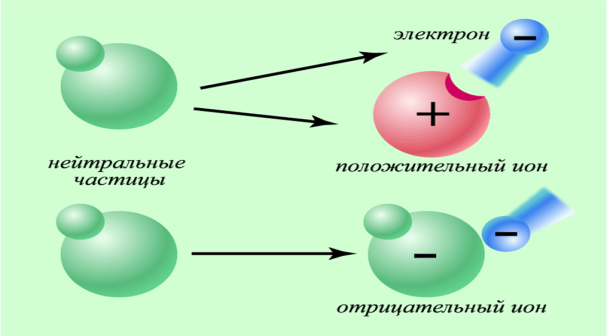 электрон
−
+
нейтральные
частицы
положительный ион
−
−
отрицательный ион